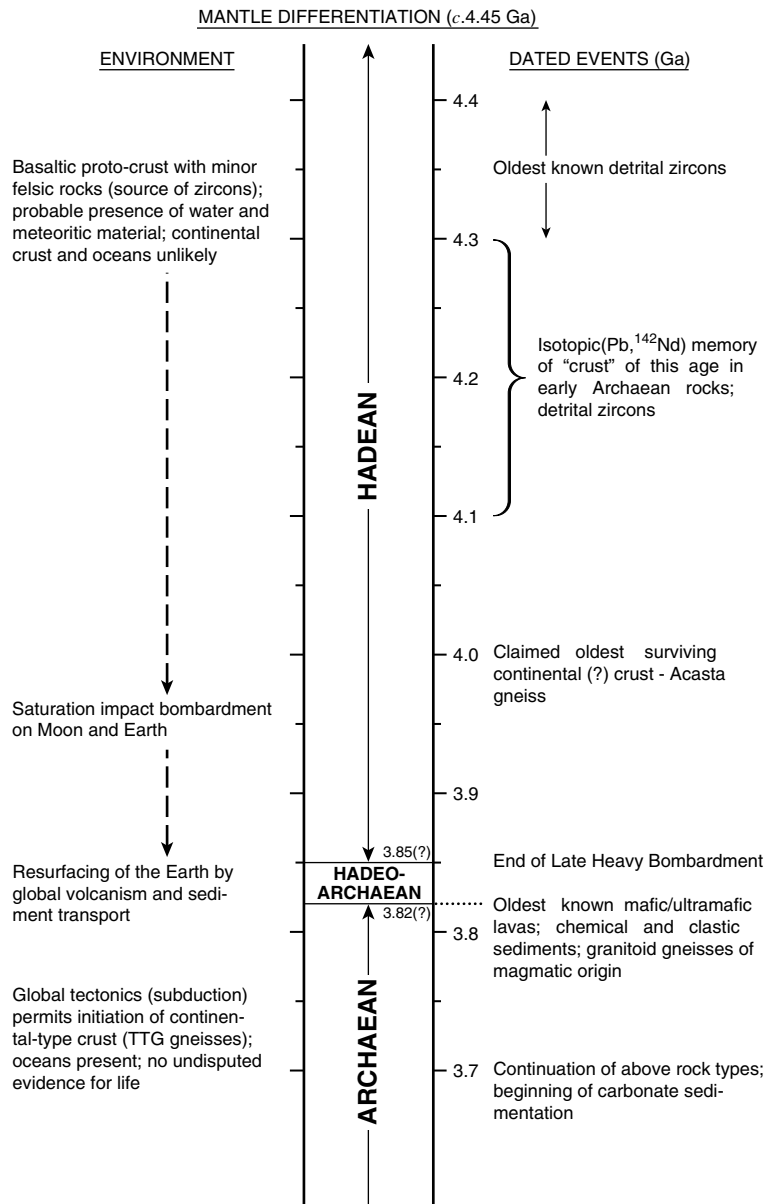 MANTLE DIFFERENTIATION (c.4.45 Ga)
ENVIRONMENT
DATED EVENTS (Ga)
4.4
Basaltic proto-crust with minor
felsic rocks (source of zircons);
probable presence of water and
meteoritic material; continental
crust and oceans unlikely
Oldest known detrital zircons
4.3
Isotopic(Pb,¹⁴²Nd) memory
of “crust” of this age in
early Archaean rocks;
detrital zircons
4.2
HADEAN
4.1
4.0
Claimed oldest surviving
continental (?) crust - Acasta
gneiss
Saturation impact bombardment
on Moon and Earth
3.9
3.85(?)
End of Late Heavy Bombardment
Resurfacing of the Earth by
global volcanism and sedi-
ment transport
HADEO-
ARCHAEAN
3.82(?)
Oldest known mafic/ultramafic
lavas; chemical and clastic
sediments; granitoid gneisses of
magmatic origin
3.8
Global tectonics (subduction)
permits initiation of continen-
tal-type crust (TTG gneisses);
oceans present; no undisputed
evidence for life
ARCHAEAN
3.7
Continuation of above rock types;
beginning of carbonate sedi-
mentation